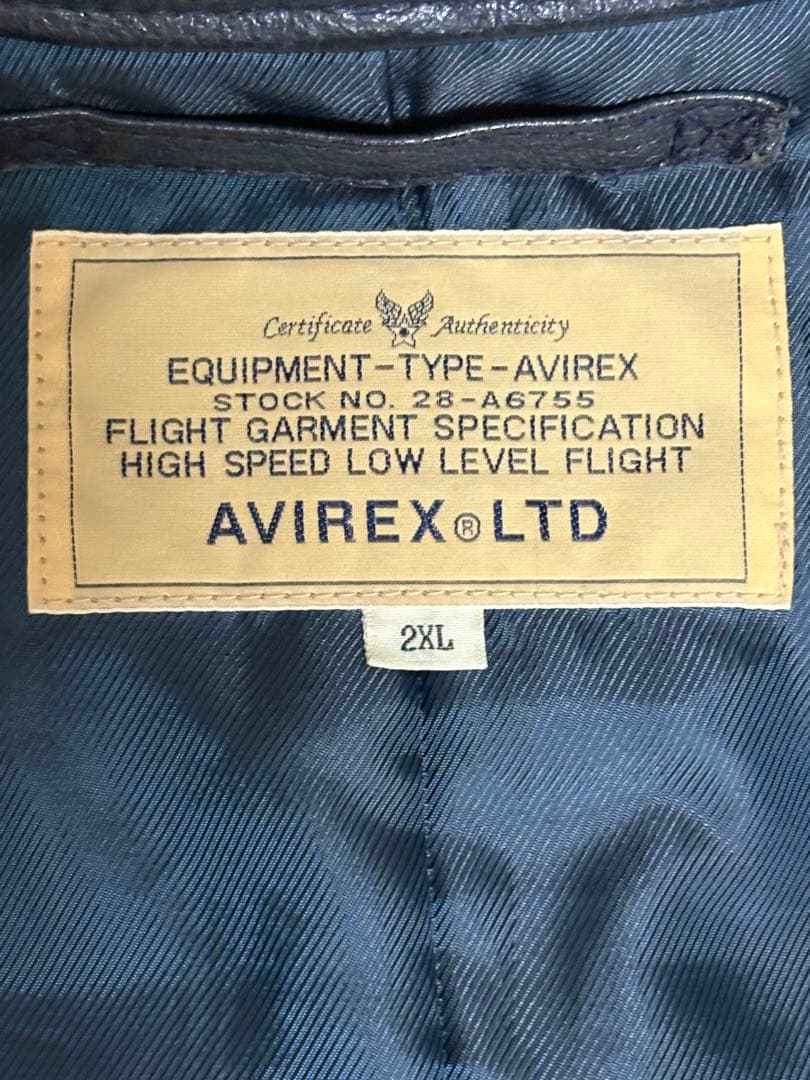 Certificate Authenticity
EQUIPMENT-TYPE-AVIREX
STOCK NO. 28-A6755
FLIGHT GARMENT SPECIFICATION
HIGH SPEED LOW LEVEL FLIGHT
AVIREX® LTD
2XL